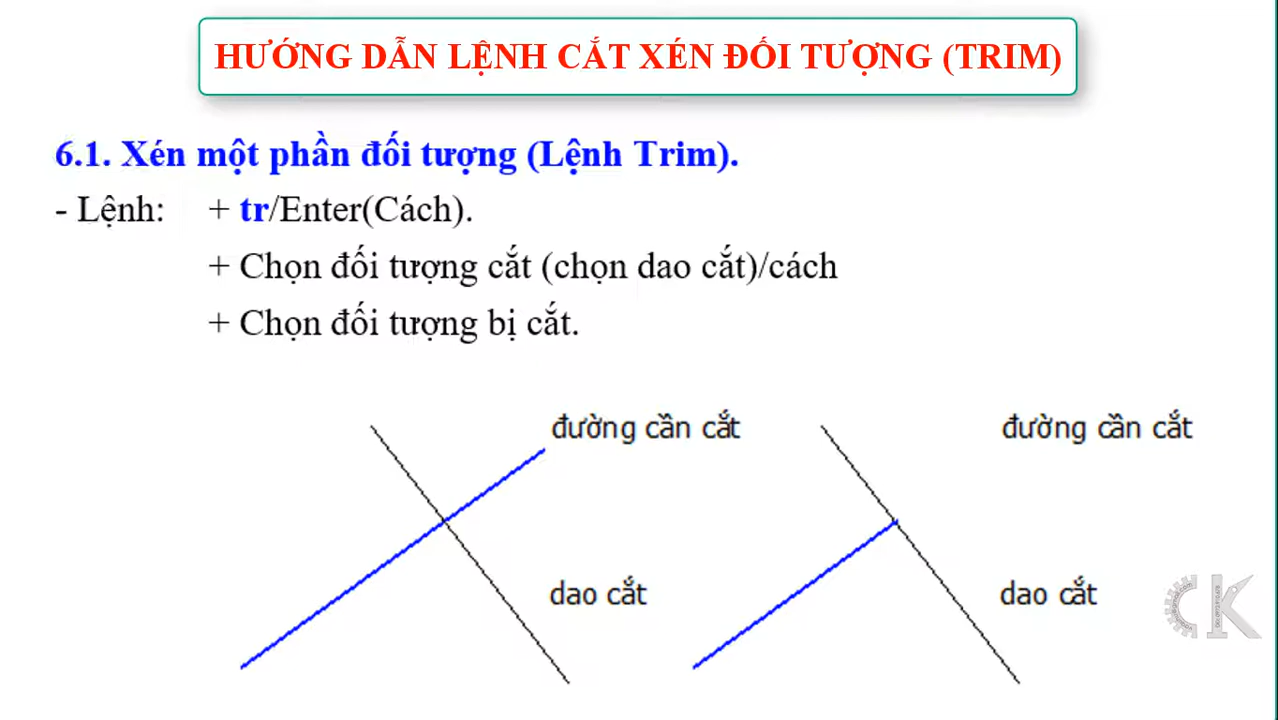 HƯỚNG DẪN LỆNH CẮT XÉN ĐỐI TƯỢNG (TRIM)
6.1. Xén một phần đối tượng (Lệnh Trim).
- Lệnh: + tr/Enter(Cách).
+ Chọn đối tượng cắt (chọn dao cắt)/cách
+ Chọn đối tượng bị cắt.
đường cần cắt
dao cắt
đường cần cắt
dao cắt
CK